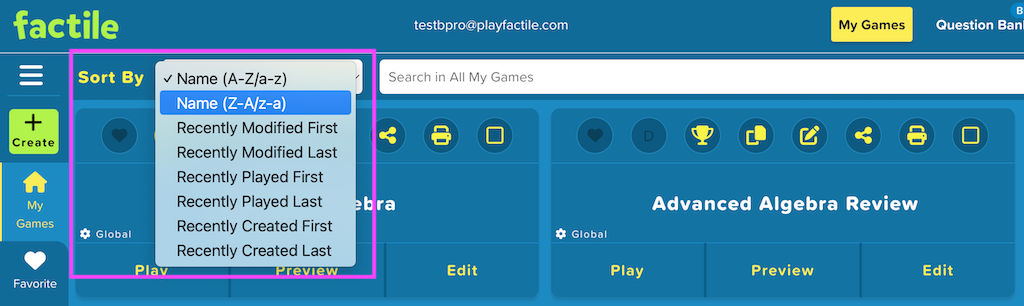 factile
testbpro@playfactile.com
My Games
Question Ban
B
Sort By
✓ Name (A-Z/a-z)
Name (Z-A/z-a)
Recently Modified First
Recently Modified Last
Recently Played First
Recently Played Last
Recently Created First
Recently Created Last
Search in All My Games
Create
My
Games
Favorite
bra
Global
Play
Preview
Edit
D
Advanced Algebra Review
Global
Play
Preview
Edit